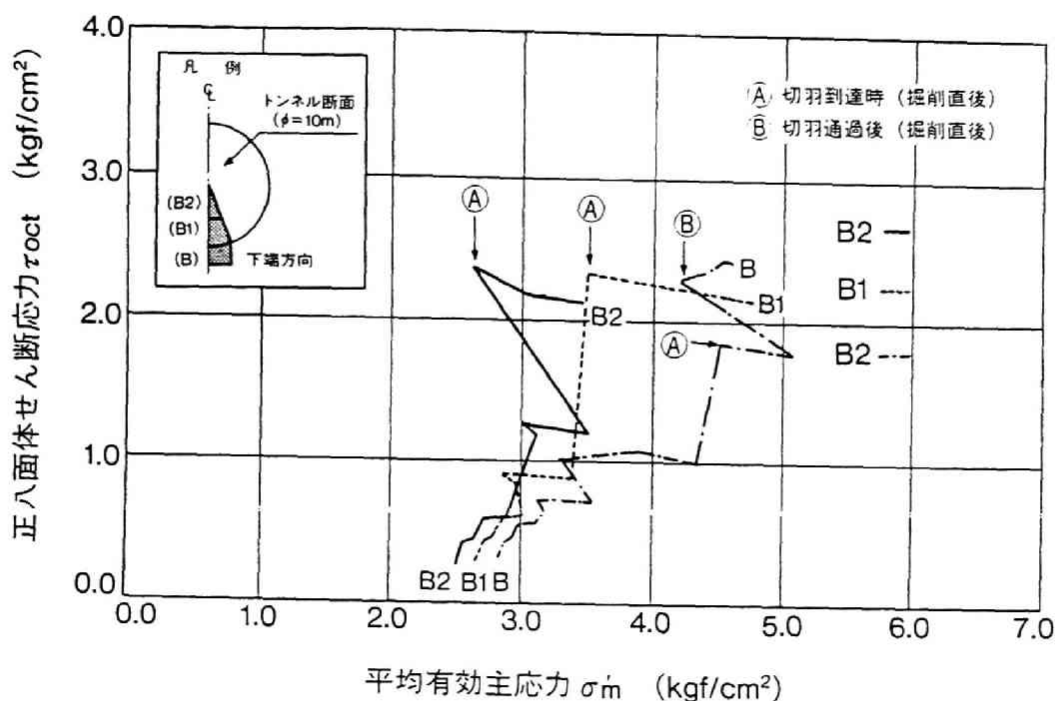 正八面体せん断応力 τoct (kgf/cm²)
4.0
3.0
2.0
1.0
0.0
凡 例
℄
トンネル断面
(φ=10m)
(B2)
(B1)
(B)
下端方向
Ⓐ 切羽到達時 (掘削直後)
Ⓑ 切羽通過後 (掘削直後)
Ⓐ
Ⓐ
Ⓑ
B2
B
B1
B1
B2
Ⓐ
B2
B2 B1 B
0.0 1.0 2.0 3.0 4.0 5.0 6.0 7.0
平均有効主応力 σḿ (kgf/cm²)